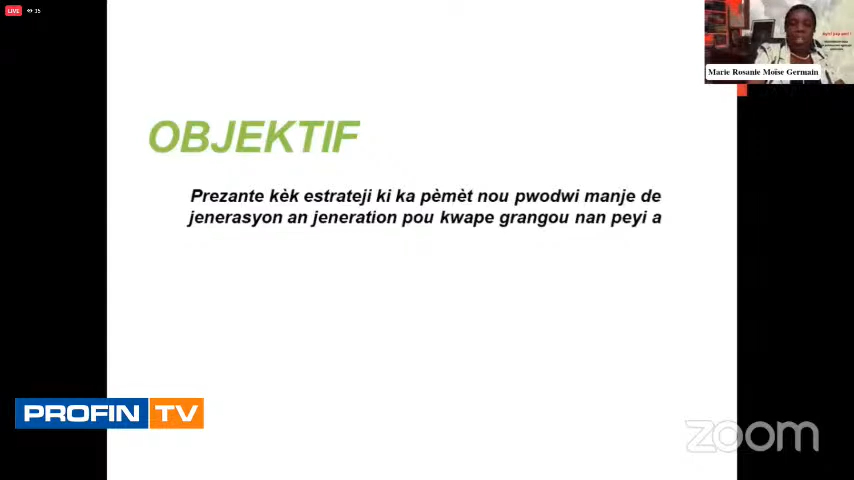 LIVE 35
Marie Rosanie Moïse Germain
OBJEKTIF
Prezante kèk estrateji ki ka pèmèt nou pwodwi manje de
jenerasyon an jeneration pou kwape grangou nan peyi a
PROFIN TV
zoom